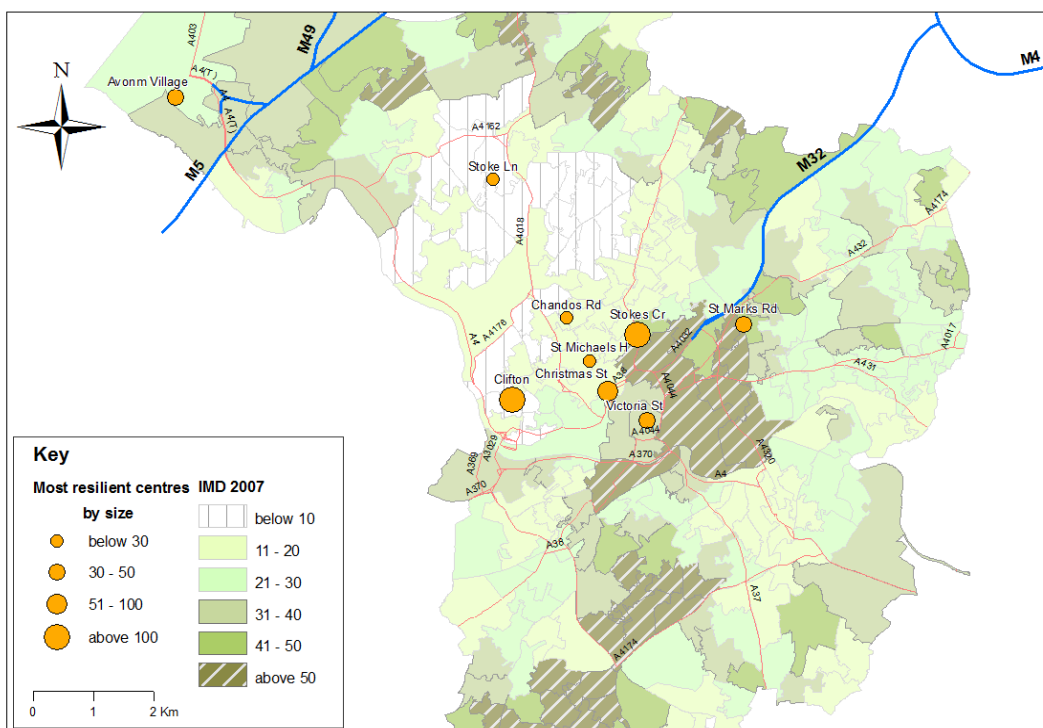 A403
M49
M4
N
A4(T)
Avonm Village
A4
A4(T)
M5
A4162
Stoke Ln
M32
A4174
A4018
A432
Chandos Rd
St Marks Rd
Stokes Cr
A4032
A4017
A4
A4176
St Michaels H
Christmas St
A38
A431
Clifton
A4044
Victoria St
A4044
A4300
A369
A3029
A370
A370
A4
A38
A37
A4174
Key
Most resilient centres
by size
below 30
30 - 50
51 - 100
above 100
IMD 2007
below 10
11 - 20
21 - 30
31 - 40
41 - 50
above 50
0 1 2 Km